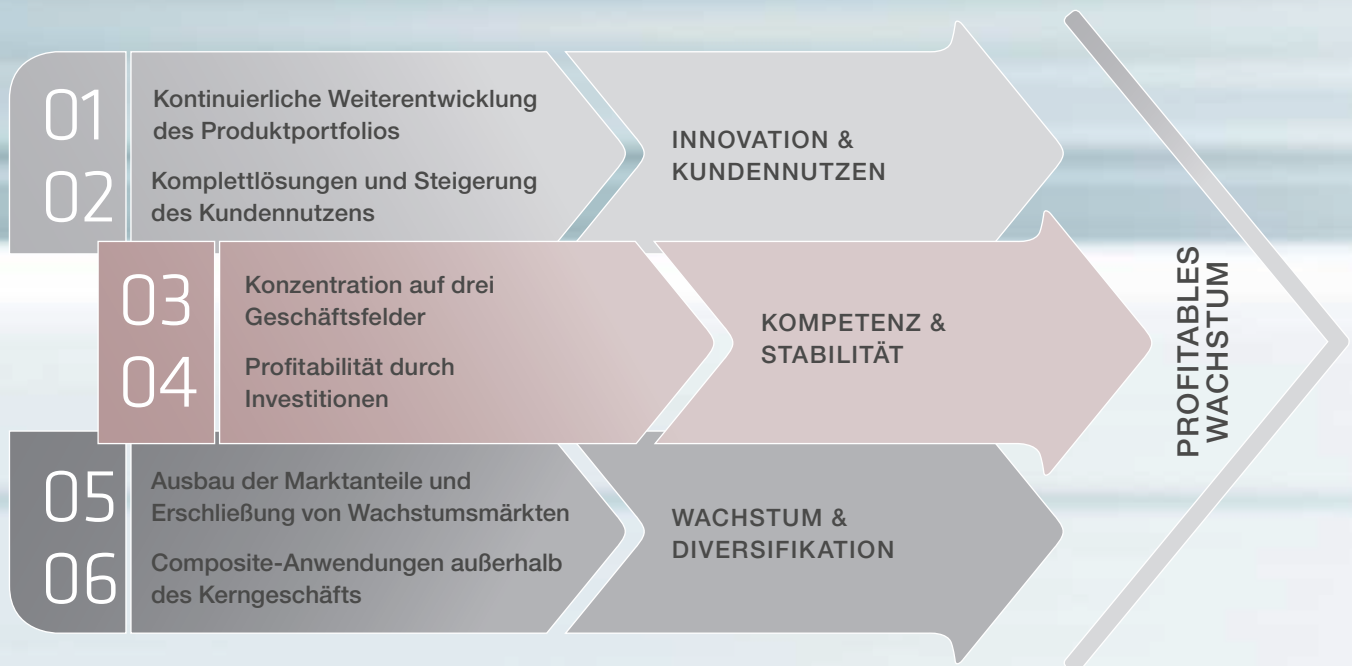 01
Kontinuierliche Weiterentwicklung
des Produktportfolios
02
Komplettlösungen und Steigerung
des Kundennutzens
INNOVATION &
KUNDENNUTZEN
03
Konzentration auf drei
Geschäftsfelder
04
Profitabilität durch
Investitionen
KOMPETENZ &
STABILITÄT
05
Ausbau der Marktanteile und
Erschließung von Wachstumsmärkten
06
Composite-Anwendungen außerhalb
des Kerngeschäfts
WACHSTUM &
DIVERSIFIKATION
PROFITABLES
WACHSTUM